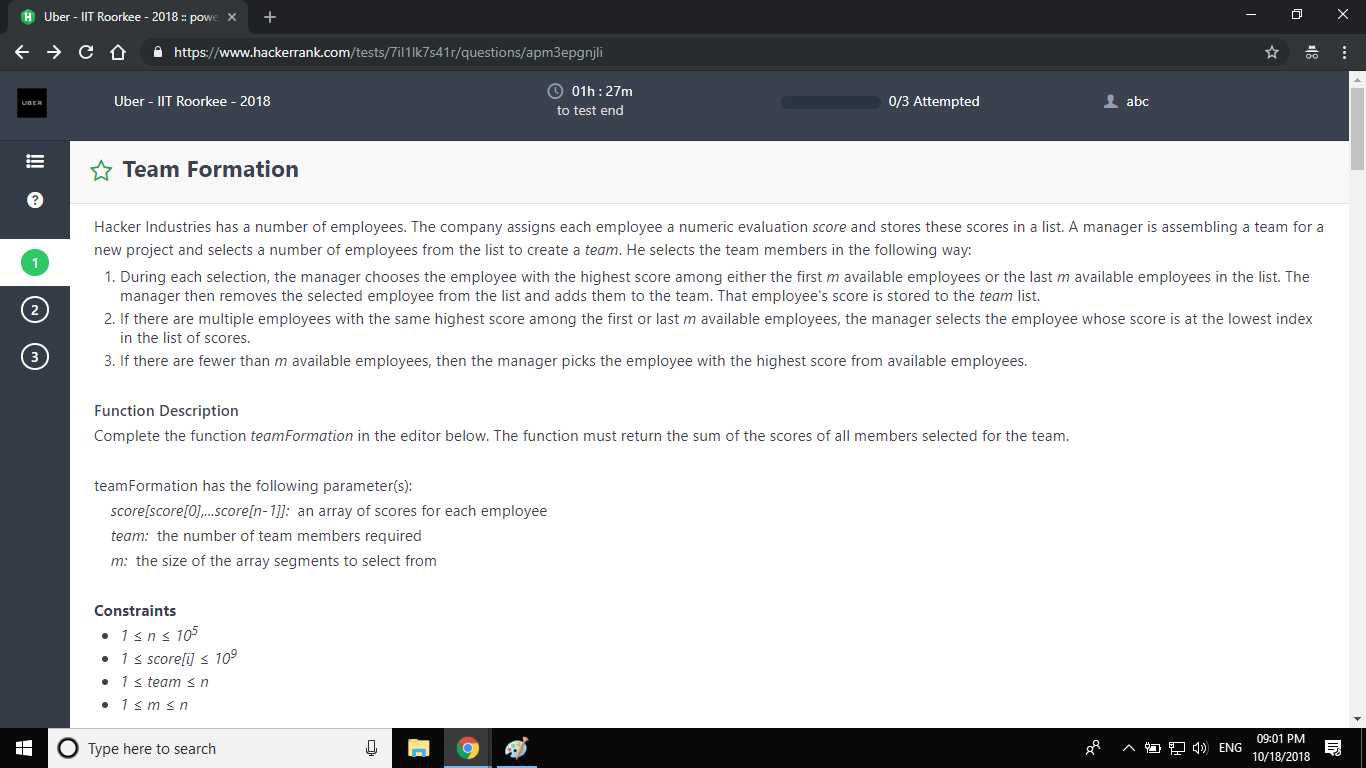 Uber - IIT Roorkee - 2018 :: powe
https://www.hackerrank.com/tests/7il1lk7s41r/questions/apm3epgnjli
UBER
Uber - IIT Roorkee - 2018
01h : 27m
to test end
0/3 Attempted
abc
Team Formation
Hacker Industries has a number of employees. The company assigns each employee a numeric evaluation score and stores these scores in a list. A manager is assembling a team for a
new project and selects a number of employees from the list to create a team. He selects the team members in the following way:
1. During each selection, the manager chooses the employee with the highest score among either the first m available employees or the last m available employees in the list. The
manager then removes the selected employee from the list and adds them to the team. That employee's score is stored to the team list.
2. If there are multiple employees with the same highest score among the first or last m available employees, the manager selects the employee whose score is at the lowest index
in the list of scores.
3. If there are fewer than m available employees, then the manager picks the employee with the highest score from available employees.
1
2
3
Function Description
Complete the function teamFormation in the editor below. The function must return the sum of the scores of all members selected for the team.
teamFormation has the following parameter(s):
score[score[0],...score[n-1]]: an array of scores for each employee
team: the number of team members required
m: the size of the array segments to select from
Constraints
• 1 ≤ n ≤ 10⁵
• 1 ≤ score[i] ≤ 10⁹
• 1 ≤ team ≤ n
• 1 ≤ m ≤ n
Type here to search
ENG
09:01 PM
10/18/2018